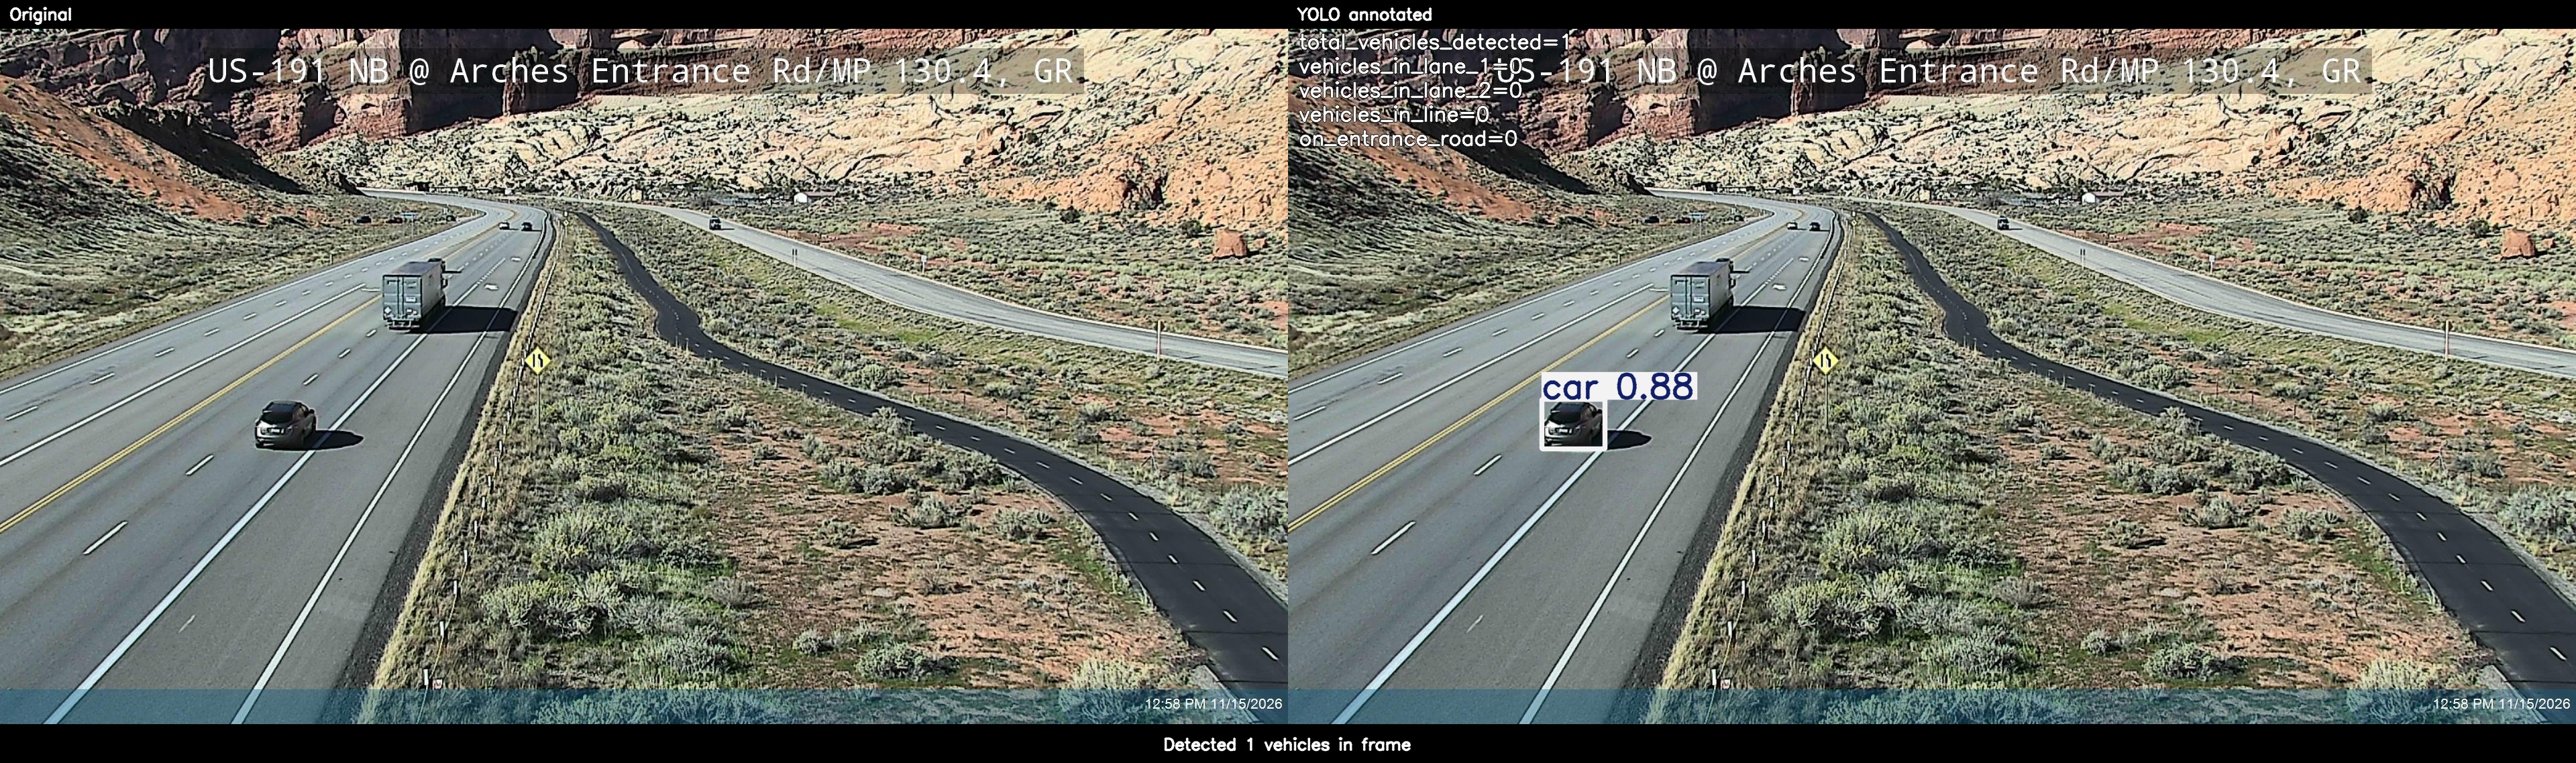 Original
US-191 NB @ Arches Entrance Rd/MP 130.4, GR
12:58 PM 11/15/2026
YOLO annotated
total_vehicles_detected=1
vehicles_in_lane_1=0
US-191 NB @ Arches Entrance Rd/MP 130.4, GR
vehicles_in_lane_2=0
vehicles_in_line=0
on_entrance_road=0
car 0.88
12:58 PM 11/15/2026
Detected 1 vehicles in frame